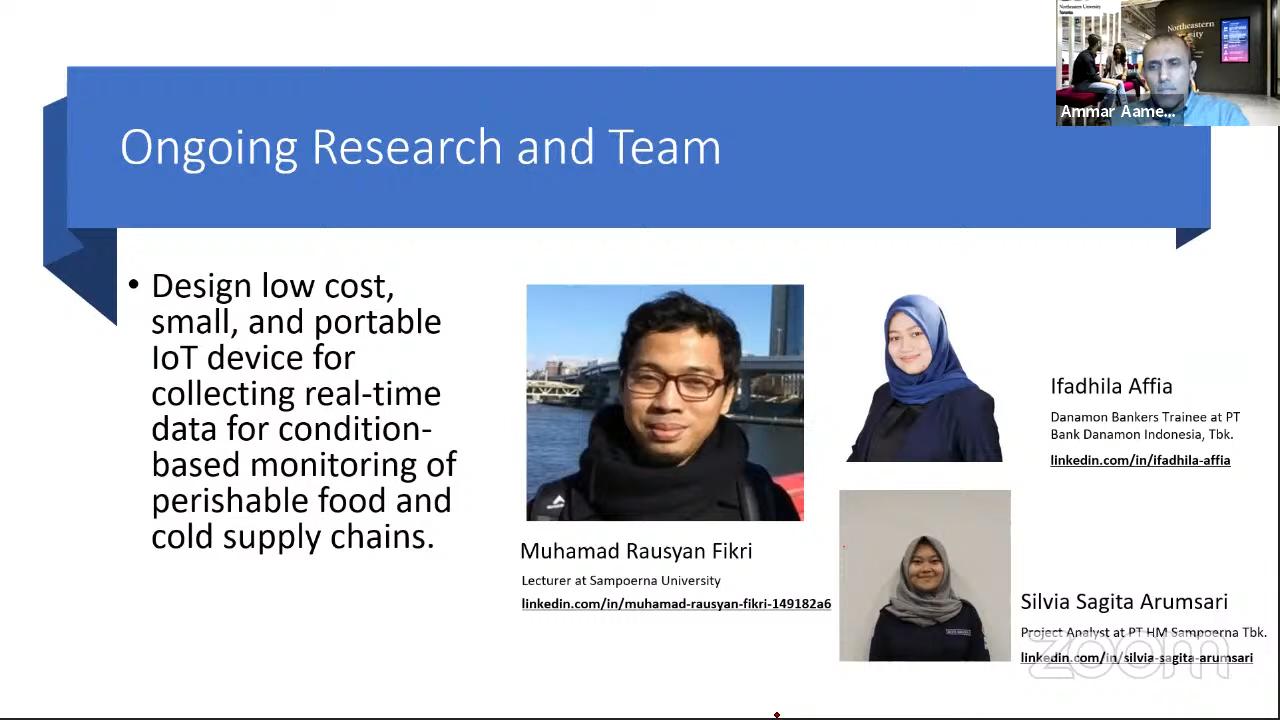 Northeastern University
Toronto
Northeastern
Ammar Aame...
Ongoing Research and Team
• Design low cost,
small, and portable
IoT device for
collecting real-time
data for condition-
based monitoring of
perishable food and
cold supply chains.
Muhamad Rausyan Fikri
Lecturer at Sampoerna University
linkedin.com/in/muhamad-rausyan-fikri-149182a6
Ifadhila Affia
Danamon Bankers Trainee at PT
Bank Danamon Indonesia, Tbk.
linkedin.com/in/ifadhila-affia
Silvia Sagita Arumsari
Project Analyst at PT HM Sampoerna Tbk.
linkedin.com/in/silvia-sagita-arumsari
zoom